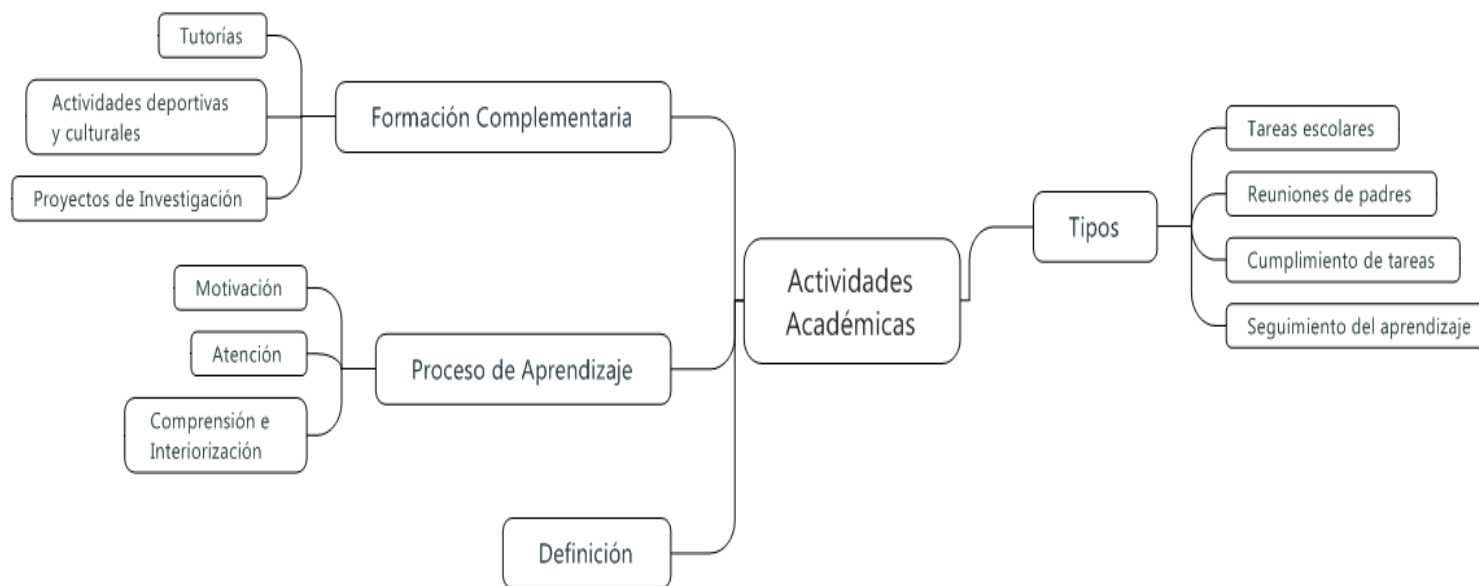 Tutorías
Actividades deportivas
y culturales
Proyectos de Investigación
Formación Complementaria
Motivación
Atención
Comprensión e
Interiorización
Proceso de Aprendizaje
Definición
Actividades
Académicas
Tipos
Tareas escolares
Reuniones de padres
Cumplimiento de tareas
Seguimiento del aprendizaje